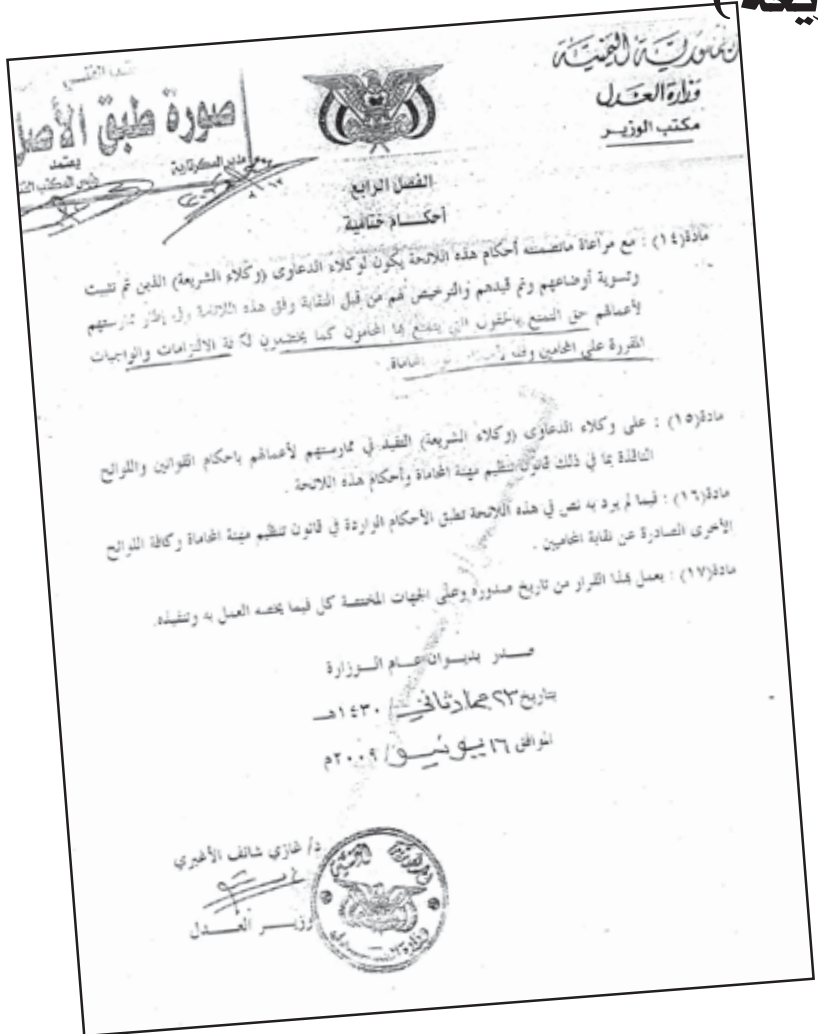 الجمهورية اليمنية
وزارة العدل
مكتب الوزير
صورة طبق الأصل
يعتمد
مدير السكرتارية
الفصل الرابع
أحكام ختامية
مادة(١٤) : مع مراعاة ماتضمنته أحكام هذه اللائحة يكون لوكلاء الدعاوى (وكلاء الشريعة) الذين تم تثبيت
وتسوية أوضاعهم وتم قيدهم والترخيص لهم من قبل النقابة وفق هذه اللائحة وفي إطار ممارستهم
لأعمالهم حق التمتع بالحقوق التي يتمتع بها المحامون كما يخضعون لكافة الالتزامات والواجبات
المقررة على المحامين وفقا المحاماة.
مادة(١٥) : على وكلاء الدعاوى (وكلاء الشريعة) التقيد في ممارستهم لأعمالهم باحكام القوانين واللوائح
النافذة بما في ذلك قانون تنظيم مهنة المحاماة وأحكام هذه اللائحة .
مادة(١٦) : فيما لم يرد به نص في هذه اللائحة تطبق الأحكام الواردة في قانون تنظيم مهنة المحاماة وكافة اللوائح
الأخرى الصادرة عن نقابة المحامين .
مادة(١٧) : يعمل بهذا القرار من تاريخ صدوره وعلى الجهات المختصة كل فيما يخصه العمل به وتنفيذه.
صدر بديوان عام الوزارة
بتاريخ ٢٣ جماد ثاني / ١٤٣٠هـ
الموافق ١٦ يونيو / ٢٠٠٩م
د/ غازي شائف الأغبري
وزير العدل